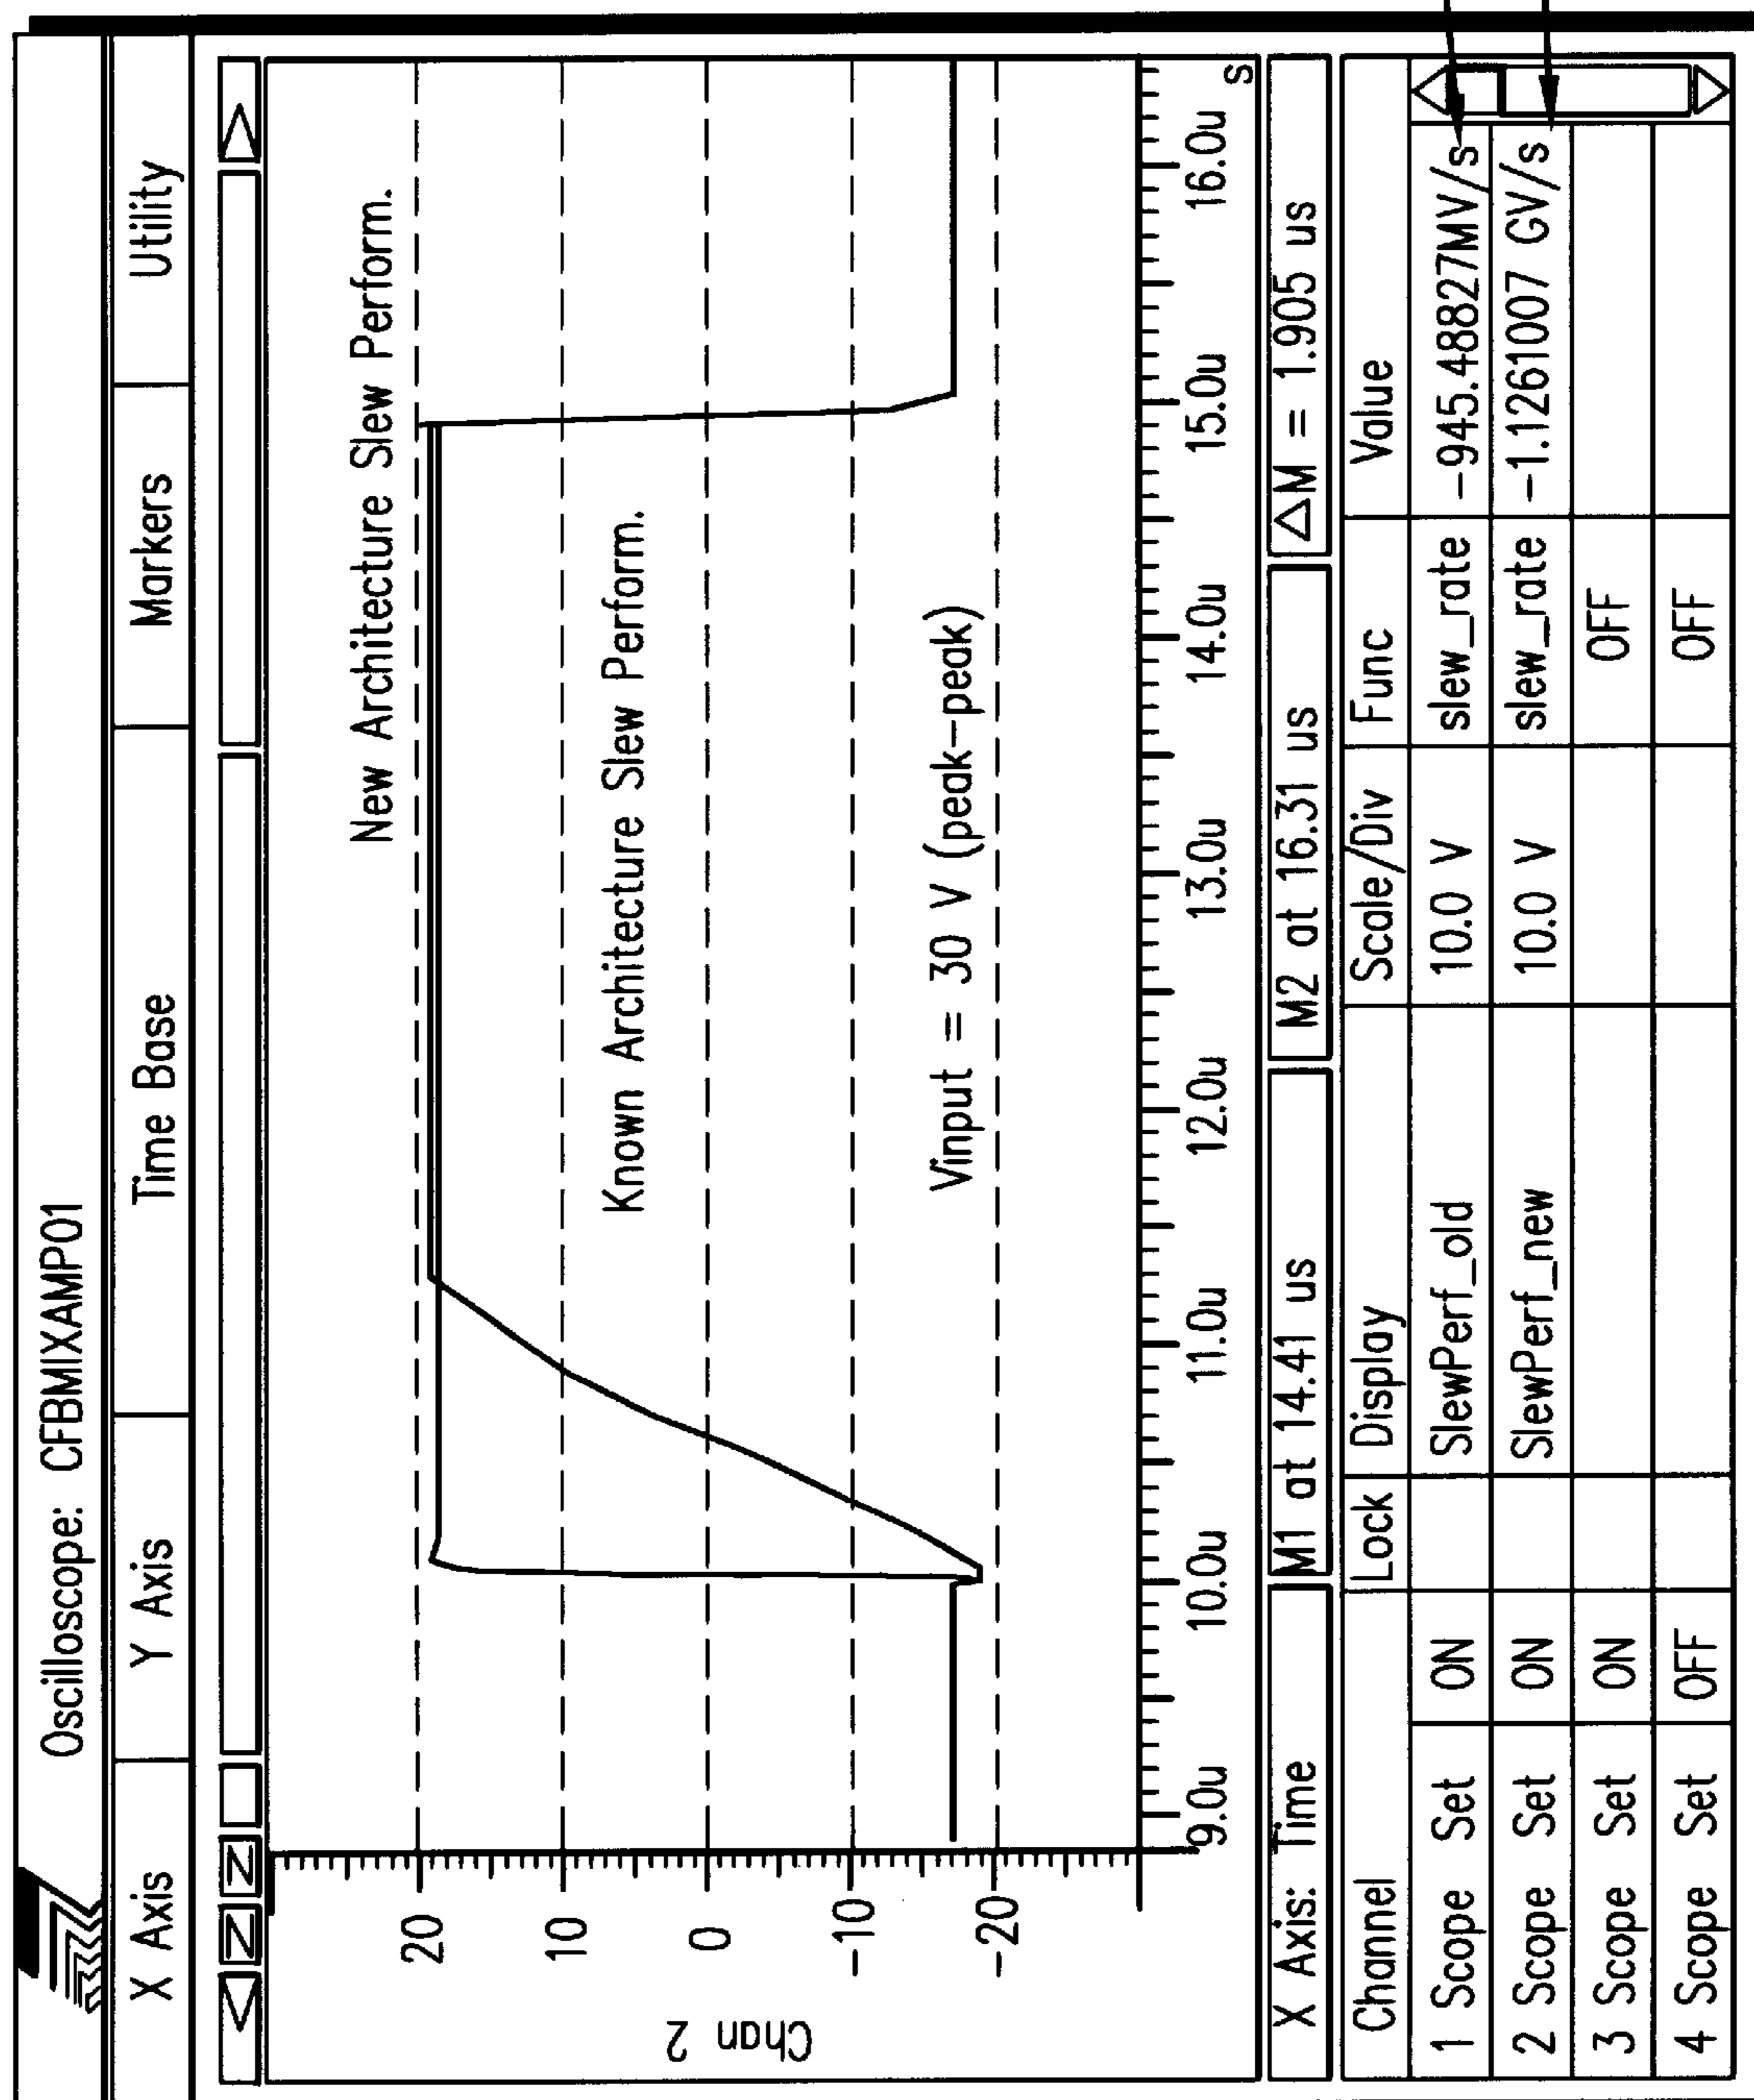 Oscilloscope: CFBMIXAMP01
X Axis Y Axis Time Base Markers Utility
N N
New Architecture Slew Perform.
Known Architecture Slew Perform.
Vinput = 30 V (peak-peak)
Chan 2
20
10
0
-10
-20
9.0u 10.0u 11.0u 12.0u 13.0u 14.0u 15.0u 16.0u s
X Axis: Time M1 at 14.41 us M2 at 16.31 us △M = 1.905 us
Channel Lock Display Scale/Div Func Value
1 Scope Set ON SlewPerf_old 10.0 V slew_rate -945.48827MV/s
2 Scope Set ON SlewPerf_new 10.0 V slew_rate -1.1261007 GV/s
3 Scope Set ON OFF
4 Scope Set OFF OFF